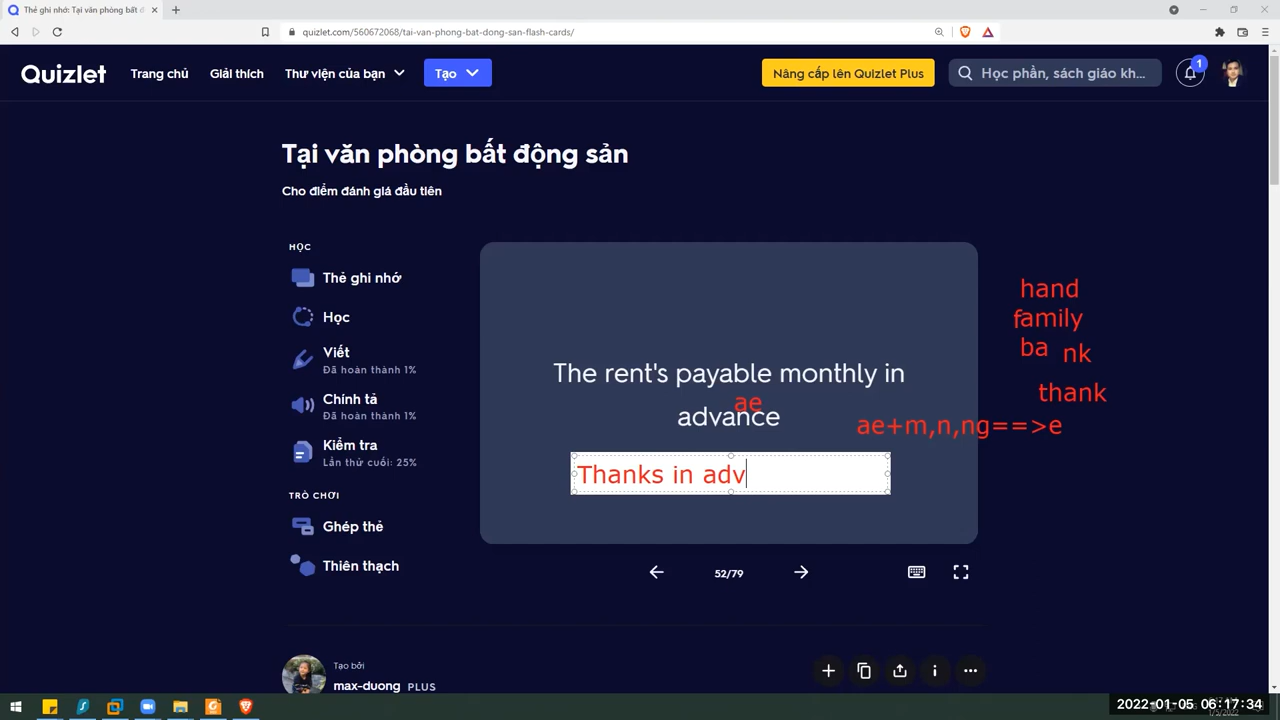 Thẻ ghi nhớ: Tại văn phòng bất đ
quizlet.com/560672068/tai-van-phong-bat-dong-san-flash-cards/
Quizlet
Trang chủ
Giải thích
Thư viện của bạn
Tạo
Nâng cấp lên Quizlet Plus
Học phần, sách giáo kh...
1
Tại văn phòng bất động sản
Cho điểm đánh giá đầu tiên
HỌC
Thẻ ghi nhớ
Học
Viết
Đã hoàn thành 1%
Chính tả
Đã hoàn thành 1%
Kiểm tra
Lần thử cuối: 25%
TRÒ CHƠI
Ghép thẻ
Thiên thạch
The rent's payable monthly in
ae
advance
Thanks in adv
hand
family
ba nk
thank
ae+m,n,ng==>e
52/79
Tạo bởi
max-duong PLUS
2022-01-05 06:17:34